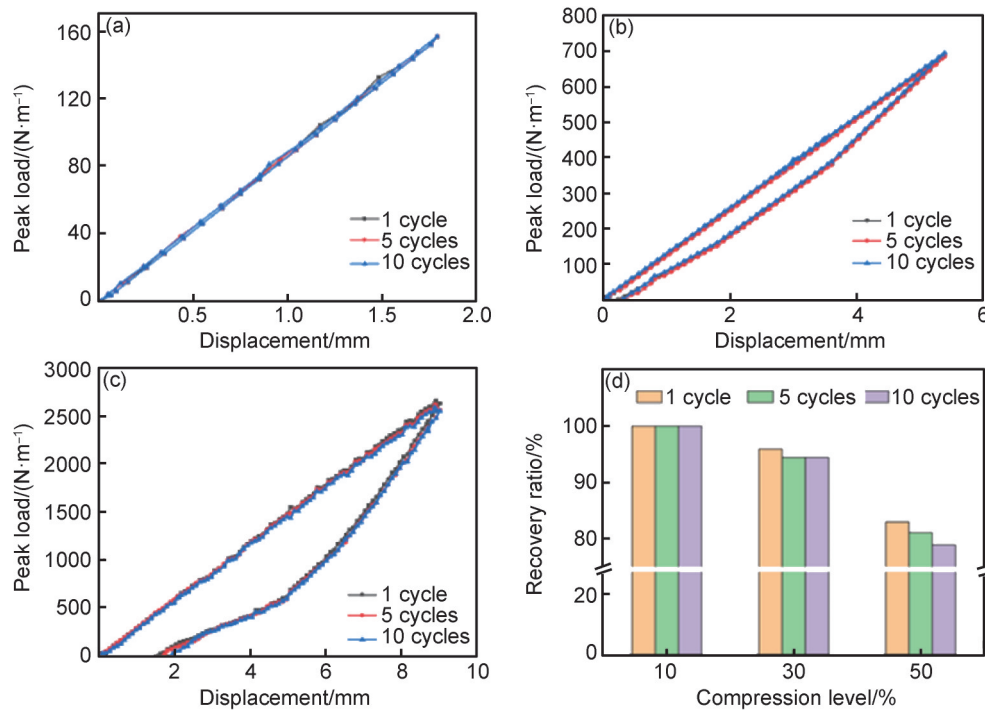 (a)
Peak load/(N·m⁻¹)
160
120
80
40
0
0.5 1.0 1.5 2.0
Displacement/mm
1 cycle
5 cycles
10 cycles
(b)
Peak load/(N·m⁻¹)
800
700
600
500
400
300
200
100
0 2 4 6
Displacement/mm
1 cycle
5 cycles
10 cycles
(c)
Peak load/(N·m⁻¹)
3000
2500
2000
1500
1000
500
0
0 2 4 6 8 10
Displacement/mm
1 cycle
5 cycles
10 cycles
(d)
1 cycle 5 cycles 10 cycles
Recovery ratio/%
100
90
80
20
0
10 30 50
Compression level/%